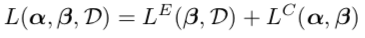 L(α, β, 𝒟) = L^E(β, 𝒟) + L^C(α, β)